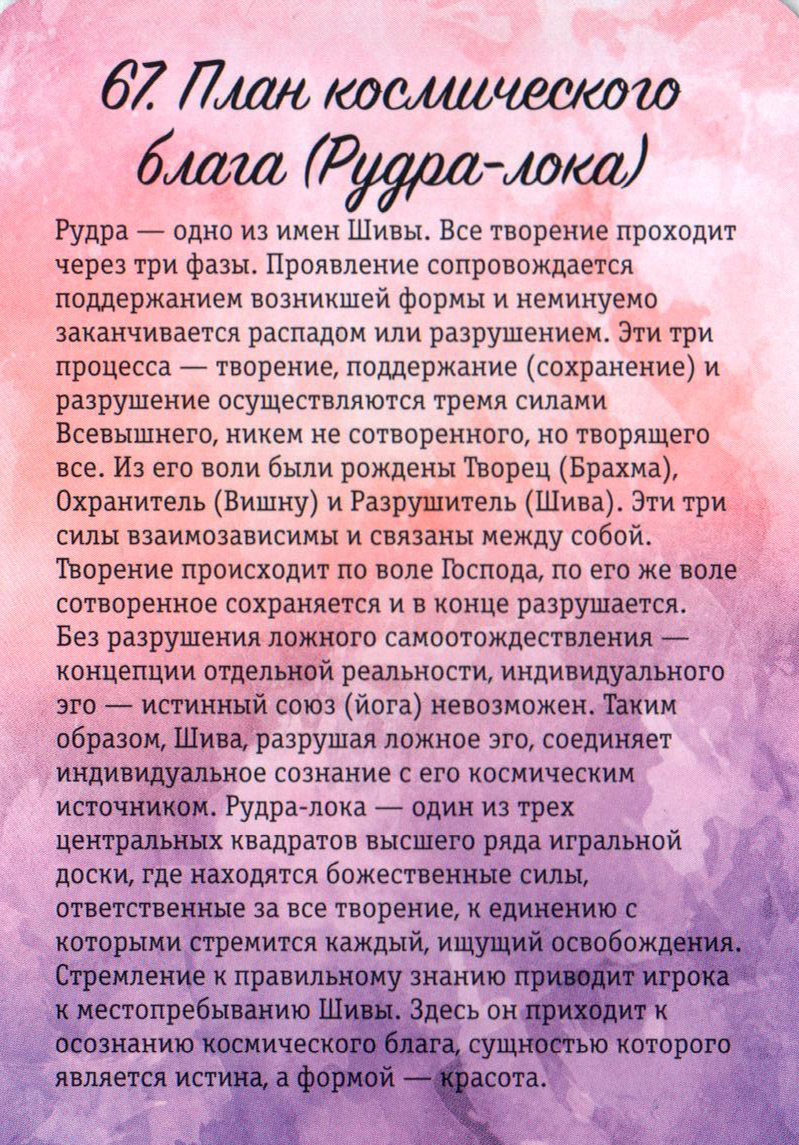 67. План космического
блага (Рудра-лока)
Рудра — одно из имен Шивы. Все творение проходит
через три фазы. Проявление сопровождается
поддержанием возникшей формы и неминуемо
заканчивается распадом или разрушением. Эти три
процесса — творение, поддержание (сохранение) и
разрушение осуществляются тремя силами
Всевышнего, никем не сотворенного, но творящего
все. Из его воли были рождены Творец (Брахма),
Охранитель (Вишну) и Разрушитель (Шива). Эти три
силы взаимозависимы и связаны между собой.
Творение происходит по воле Господа, по его же воле
сотворенное сохраняется и в конце разрушается.
Без разрушения ложного самоотождествления —
концепции отдельной реальности, индивидуального
эго — истинный союз (йога) невозможен. Таким
образом, Шива, разрушая ложное эго, соединяет
индивидуальное сознание с его космическим
источником. Рудра-лока — один из трех
центральных квадратов высшего ряда игральной
доски, где находятся божественные силы,
ответственные за все творение, к единению с
которыми стремится каждый, ищущий освобождения.
Стремление к правильному знанию приводит игрока
к местопребыванию Шивы. Здесь он приходит к
осознанию космического блага, сущностью которого
является истина, а формой — красота.